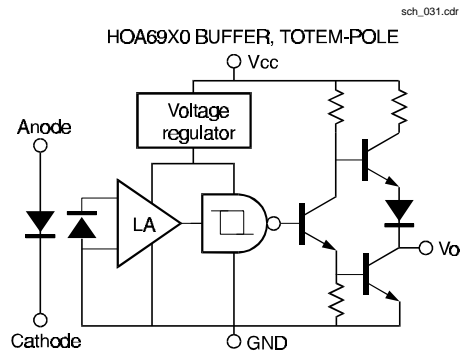 sch_031.cdr
HOA69X0 BUFFER, TOTEM-POLE
Vcc
Voltage
regulator
Anode
LA
Vo
Cathode
GND